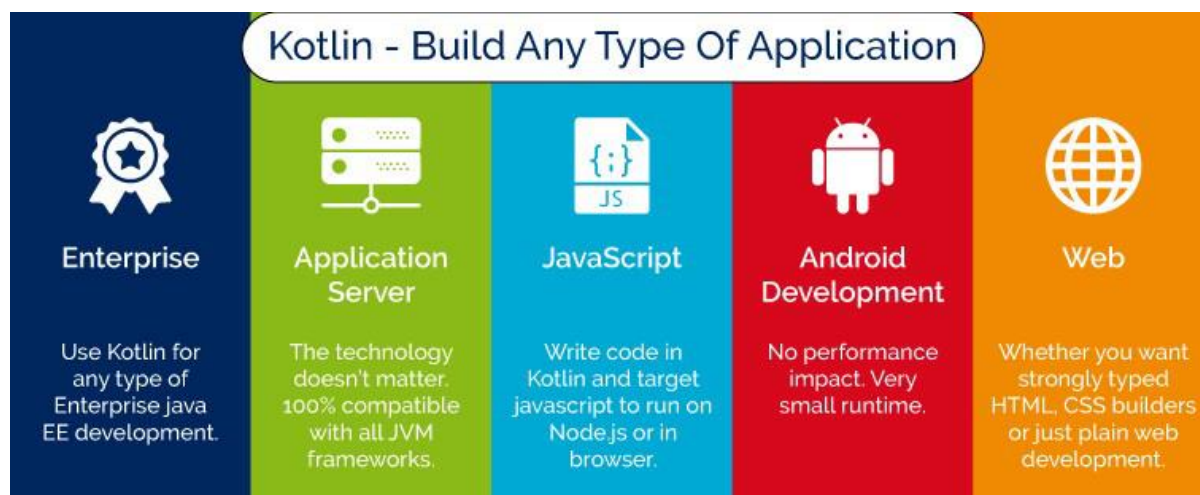 Kotlin - Build Any Type Of Application
Enterprise
Use Kotlin for
any type of
Enterprise java
EE development.
Application
Server
The technology
doesn't matter.
100% compatible
with all JVM
frameworks.
{;}
JS
JavaScript
Write code in
Kotlin and target
javascript to run on
Node.js or in
browser.
Android
Development
No performance
impact. Very
small runtime.
Web
Whether you want
strongly typed
HTML, CSS builders
or just plain web
development.